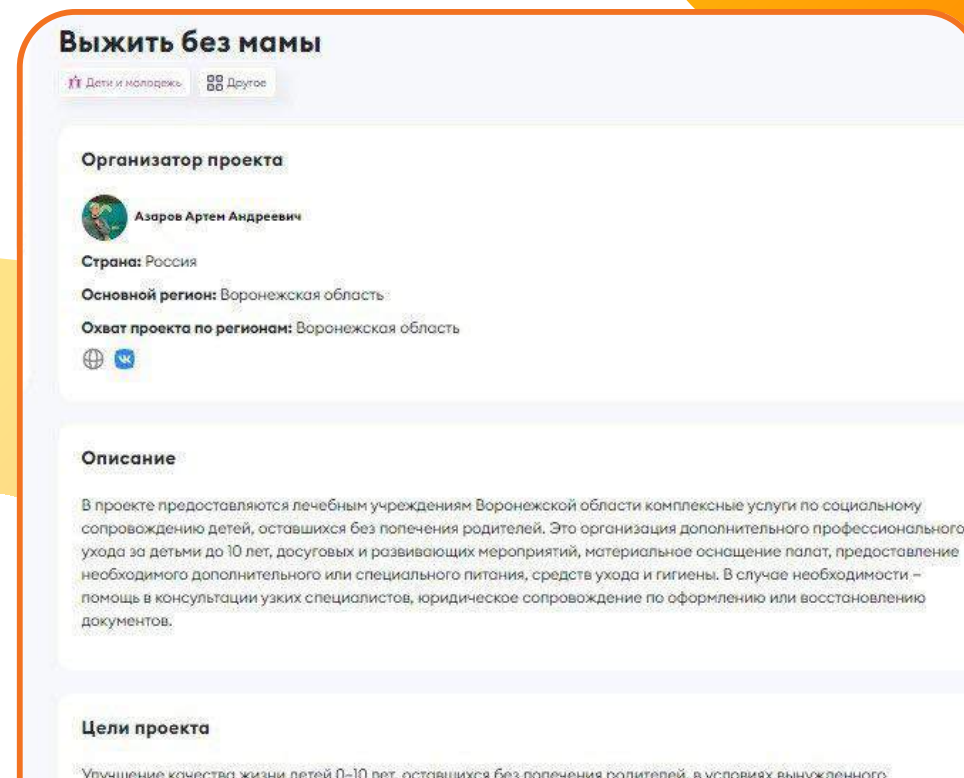 Выжить без мамы
Дети и молодежь Другое
Организатор проекта
Азаров Артем Андреевич
Страна: Россия
Основной регион: Воронежская область
Охват проекта по регионам: Воронежская область
Описание
В проекте предоставляются лечебным учреждениям Воронежской области комплексные услуги по социальному
сопровождению детей, оставшихся без попечения родителей. Это организация дополнительного профессионального
ухода за детьми до 10 лет, досуговых и развивающих мероприятий, материальное оснащение палат, предоставление
необходимого дополнительного или специального питания, средств ухода и гигиены. В случае необходимости –
помощь в консультации узких специалистов, юридическое сопровождение по оформлению или восстановлению
документов.
Цели проекта
Улучшение качества жизни детей 0-10 лет, оставшихся без попечения родителей, в условиях вынужденного